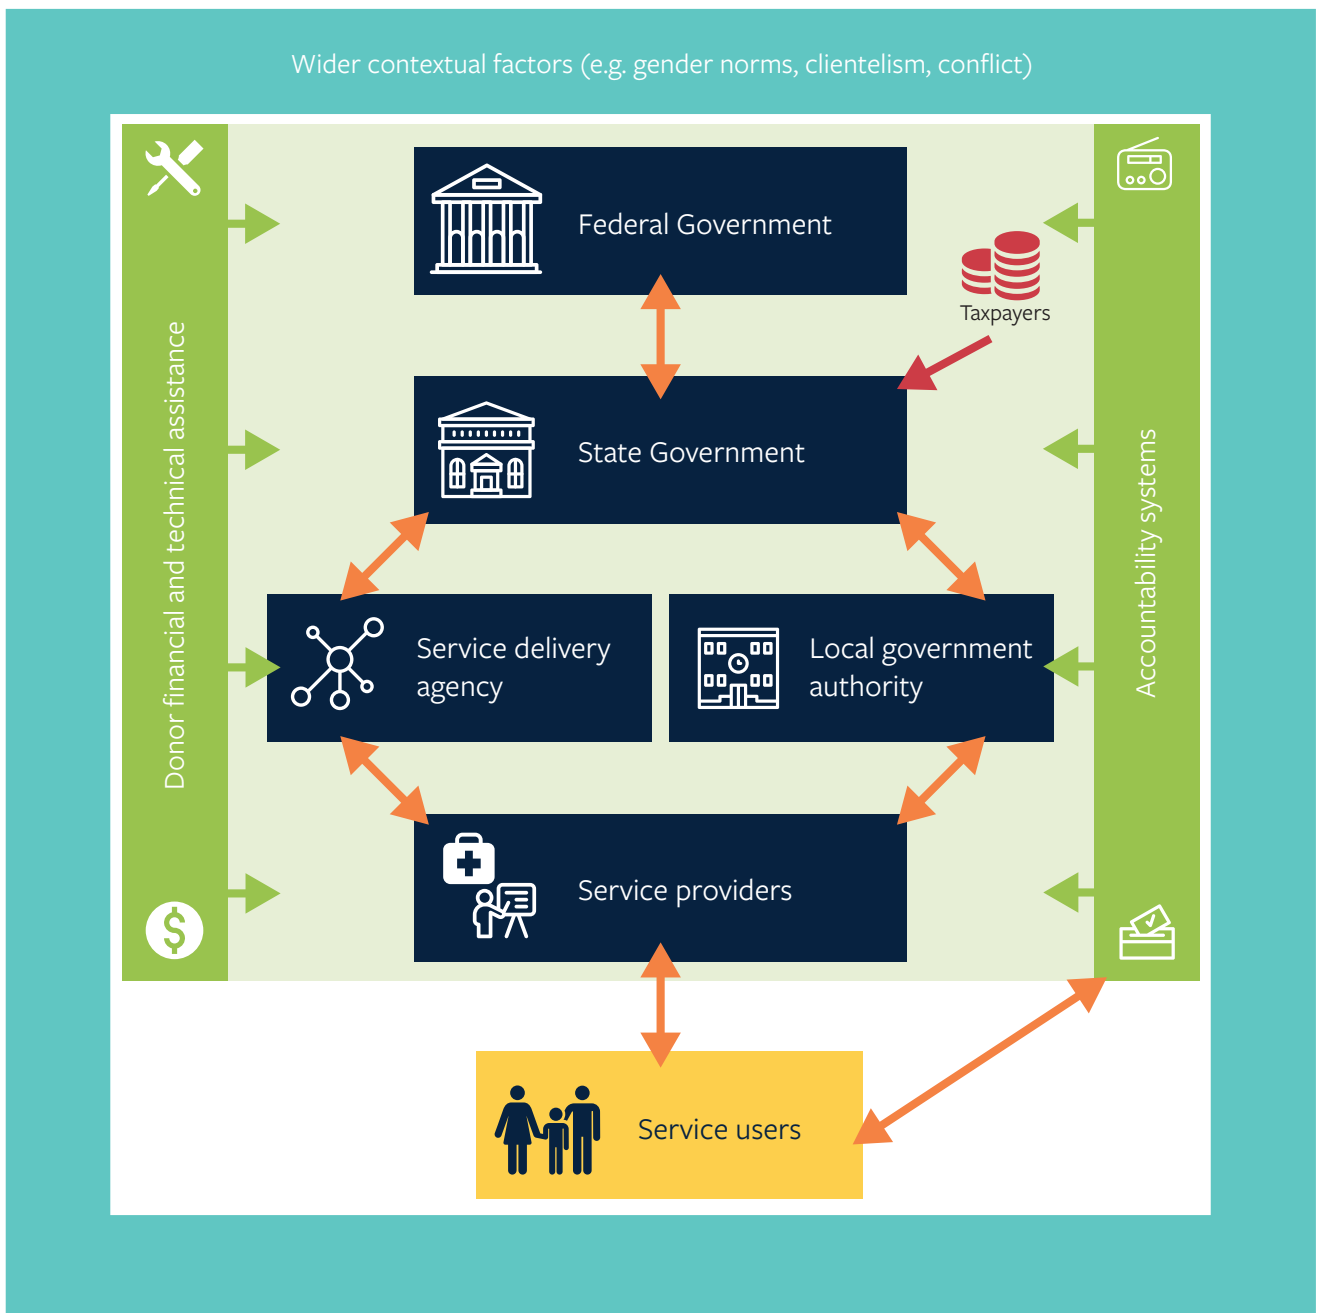 Wider contextual factors (e.g. gender norms, clientelism, conflict)
Donor financial and technical assistance
Federal Government
Taxpayers
State Government
Accountability systems
Service delivery
agency
Local government
authority
Service providers
Service users